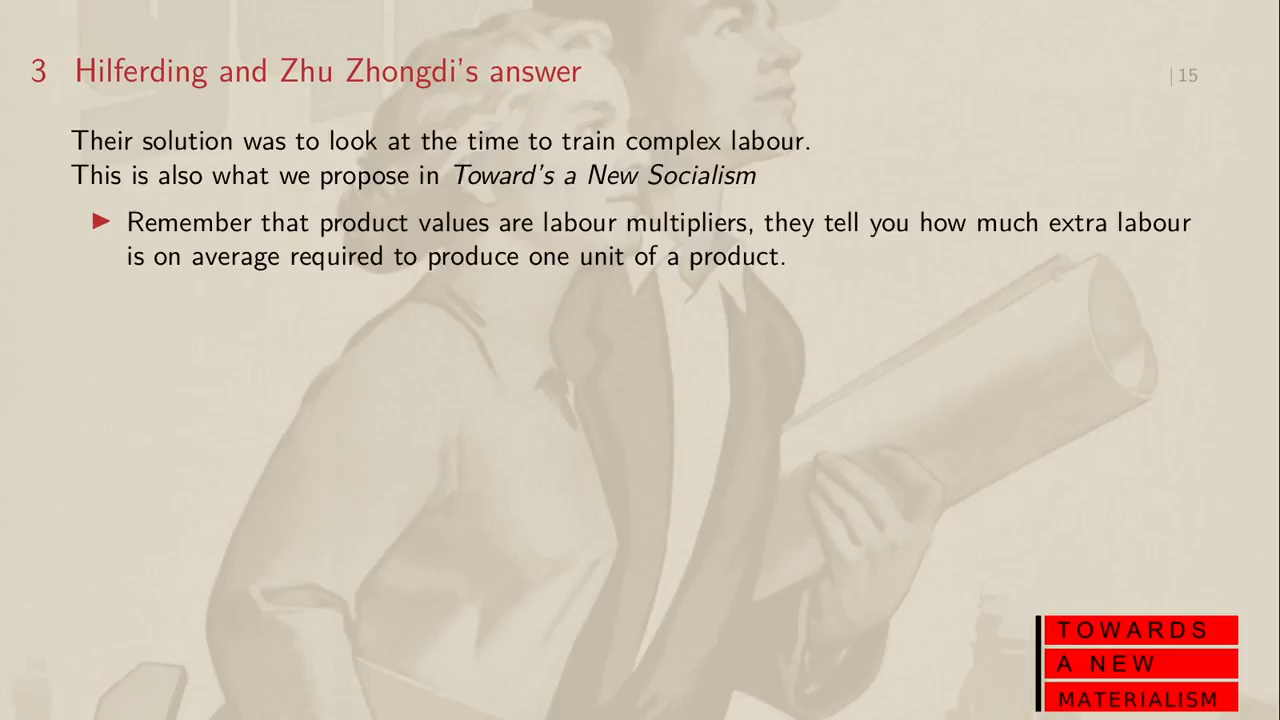 3 Hilferding and Zhu Zhongdi's answer
| 15
Their solution was to look at the time to train complex labour.
This is also what we propose in Toward's a New Socialism
▶ Remember that product values are labour multipliers, they tell you how much extra labour
is on average required to produce one unit of a product.
TOWARDS
A NEW
MATERIALISM